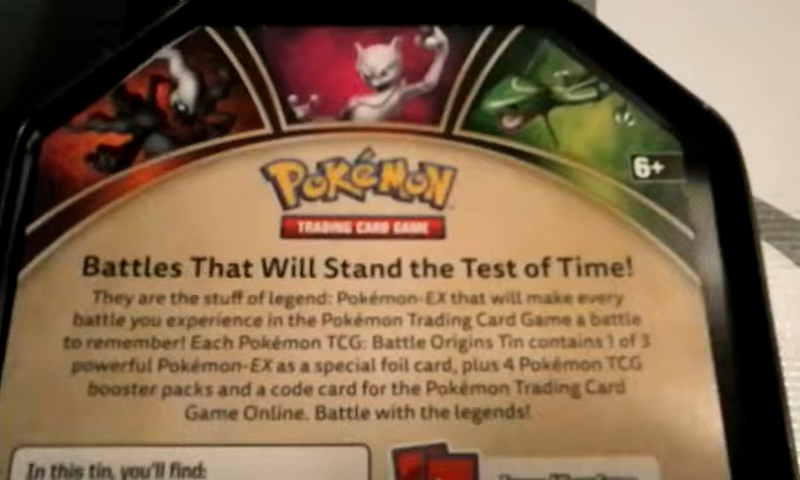 6+
POKéMON
TRADING CARD GAME
Battles That Will Stand the Test of Time!
They are the stuff of legend: Pokémon-EX that will make every
battle you experience in the Pokémon Trading Card Game a battle
to remember! Each Pokémon TCG: Battle Origins Tin contains 1 of 3
powerful Pokémon-EX as a special foil card, plus 4 Pokémon TCG
booster packs and a code card for the Pokémon Trading Card
Game Online. Battle with the legends!
In this tin, you'll find: